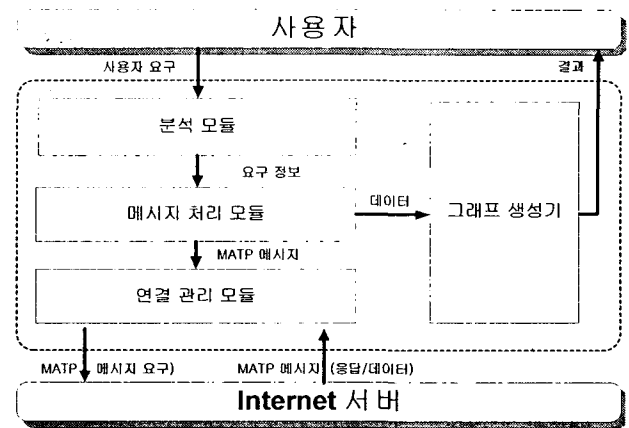 사용자
사용자 요구
결과
분석 모듈
요구 정보
메시지 처리 모듈
데이터
그래프 생성기
MATP 메시지
연결 관리 모듈
MATP 메시지 요구)
MATP 메시지 (응답/데이터)
Internet 서버